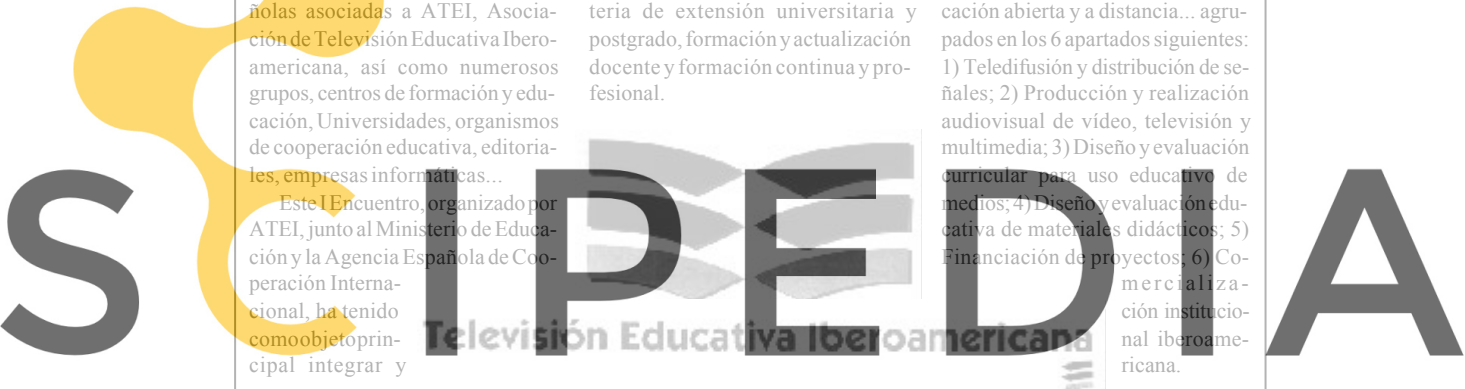 ñolas asociadas a ATEI, Asocia-
ción de Televisión Educativa Ibero-
americana, así como numerosos
grupos, centros de formación y edu-
cación, Universidades, organismos
de cooperación educativa, editoria-
les, empresas informáticas...
Este I Encuentro, organizado por
ATEI, junto al Ministerio de Educa-
ción y la Agencia Española de Coo-
peración Interna-
cional, ha tenido
como objeto prin-
cipal integrar y
teria de extensión universitaria y
postgrado, formación y actualización
docente y formación continua y pro-
fesional.
Televisión Educativa Iberoamericana
cación abierta y a distancia... agru-
pados en los 6 apartados siguientes:
1) Teledifusión y distribución de se-
ñales; 2) Producción y realización
audiovisual de vídeo, televisión y
multimedia; 3) Diseño y evaluación
curricular para uso educativo de
medios; 4) Diseño y evaluación edu-
cativa de materiales didácticos; 5)
Financiación de proyectos; 6) Co-
mercializa-
ción institucio-
nal iberoame-
ricana.
SCIPEDIA